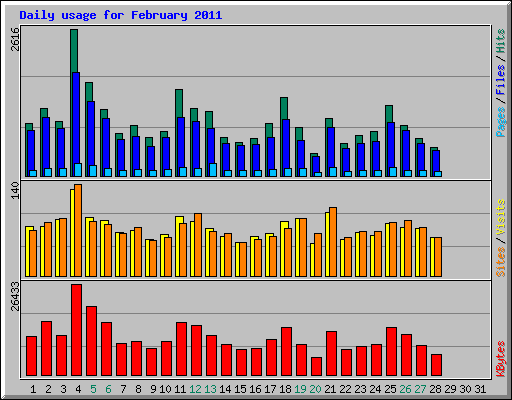 Daily usage for February 2011
2616
Pages / Files / Hits
140
Sites / Visits
26433
KBytes
1 2 3 4 5 6 7 8 9 10 11 12 13 14 15 16 17 18 19 20 21 22 23 24 25 26 27 28 29 30 31